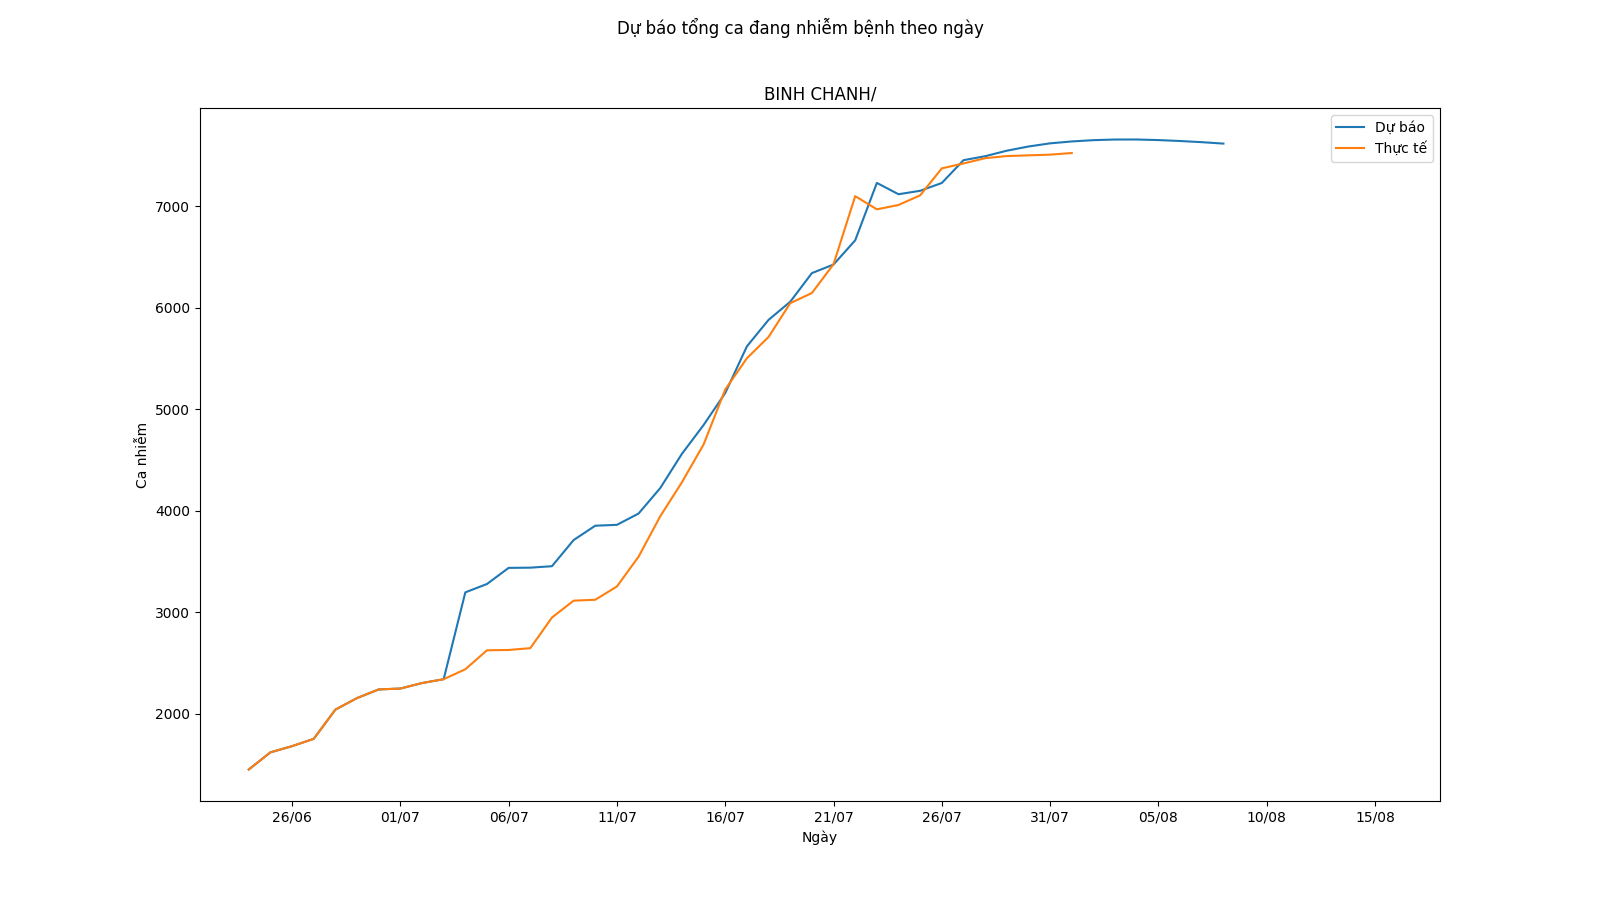 Dự báo tổng ca đang nhiễm bệnh theo ngày
BINH CHANH/
Dự báo
Thực tế
7000
6000
5000
4000
3000
2000
Ca nhiễm
26/06
01/07
06/07
11/07
16/07
21/07
26/07
31/07
05/08
10/08
15/08
Ngày